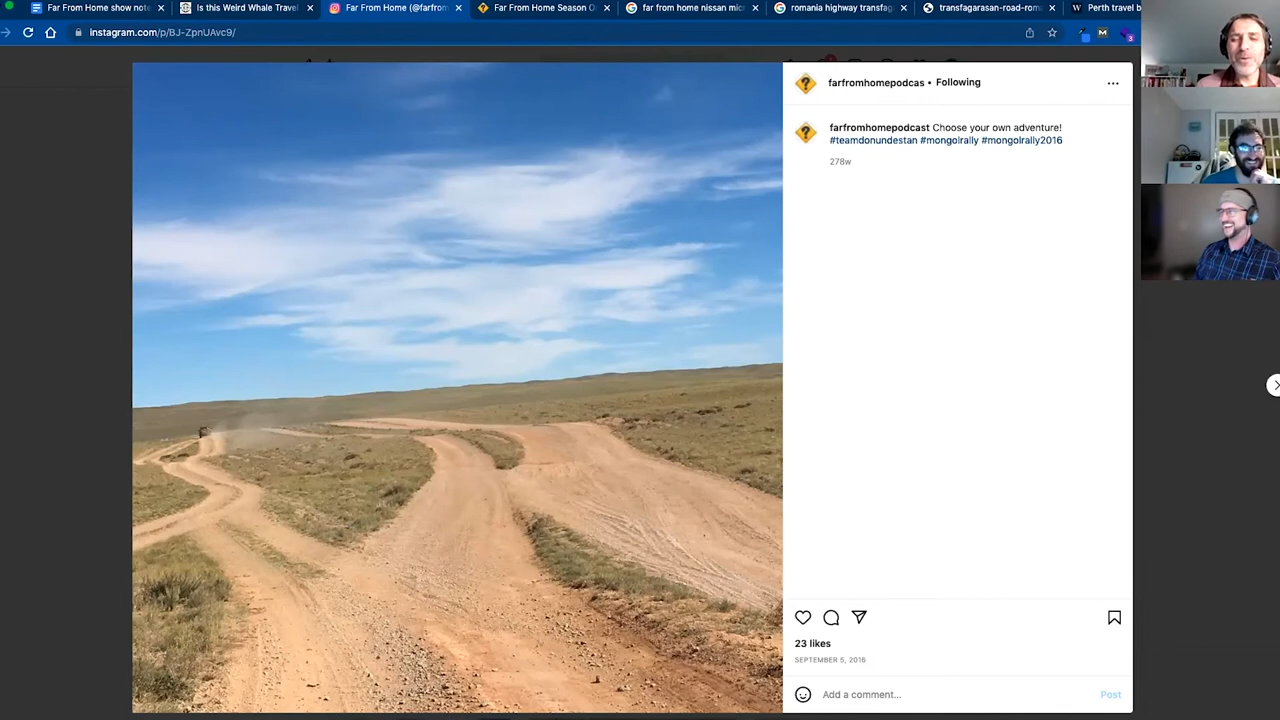 Far From Home show note
Is this Weird Whale Travel
Far From Home (@farfrom
Far From Home Season O
far from home nissan mic
romania highway transfag
transfagarasan-road-rom
Perth travel b
instagram.com/p/BJ-ZpnUAvc9/
farfromhomepodcas • Following
farfromhomepodcast Choose your own adventure!
#teamdonundestan #mongolrally #mongolrally2016
278w
23 likes
SEPTEMBER 5, 2016
Add a comment...
Post